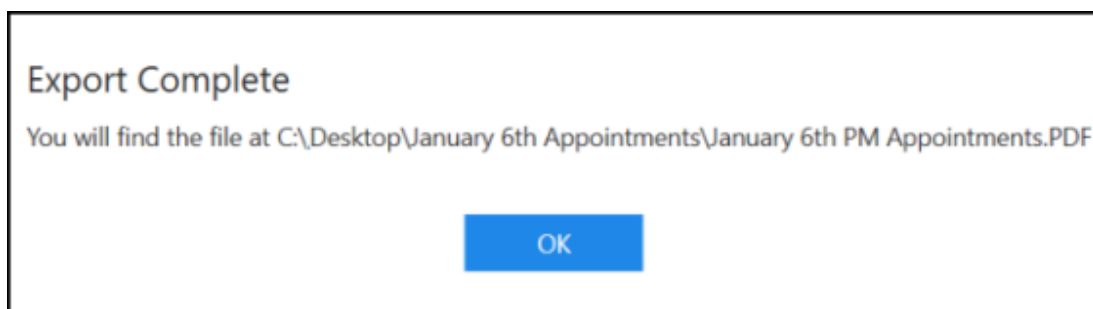 Export Complete
You will find the file at C:\Desktop\January 6th Appointments\January 6th PM Appointments.PDF
OK